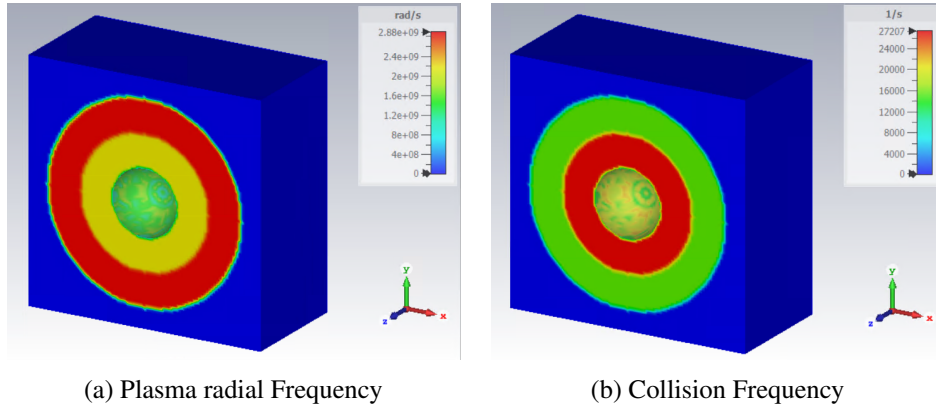 rad/s
2.88e+09
2.4e+09
2e+09
1.6e+09
1.2e+09
8e+08
4e+08
0
y
z
x
1/s
27207
24000
20000
16000
12000
8000
4000
0
y
z
x
(a) Plasma radial Frequency
(b) Collision Frequency